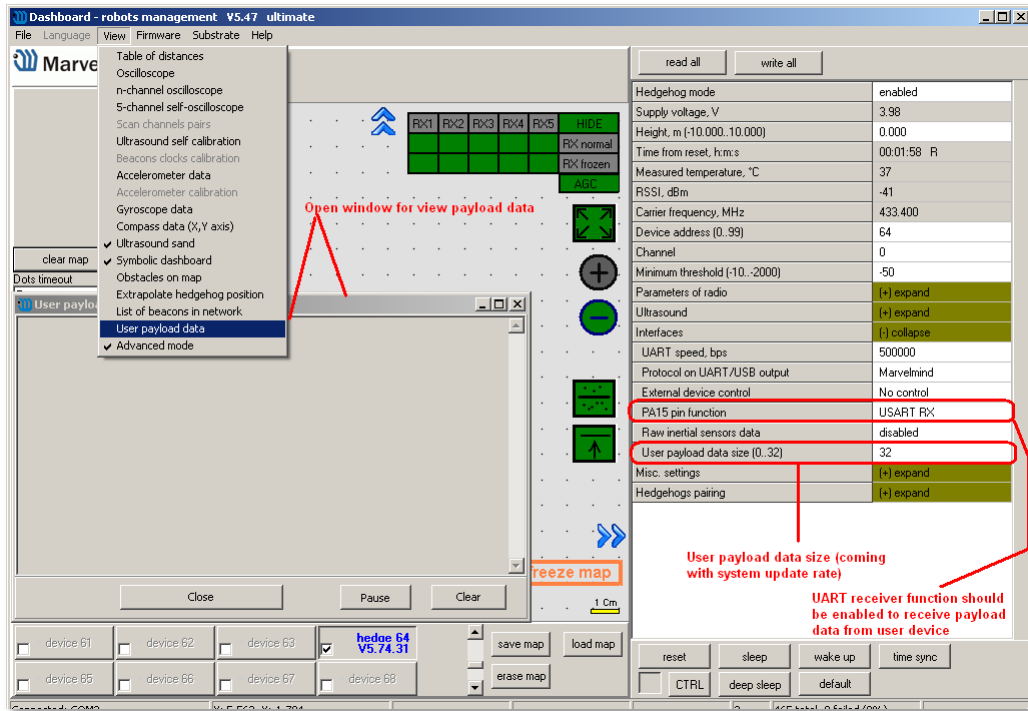 Dashboard - robots management V5.47 ultimate
File Language View Firmware Substrate Help
Marve
Table of distances
Oscilloscope
n-channel oscilloscope
5-channel self-oscilloscope
Scan channels pairs
Ultrasound self calibration
Beacons clocks calibration
Accelerometer data
Accelerometer calibration
Gyroscope data
Compass data (X,Y axis)
Ultrasound sand
Symbolic dashboard
Obstacles on map
Extrapolate hedgehog position
List of beacons in network
User payload data
Advanced mode
clear map
Dots timeout
RX1 RX2 RX3 RX4 RX5 HIDE
RX normal
RX frozen
AGC
Open window for view payload data
User paylo
Close Pause Clear
freeze map
1 Cm
device 61 device 62 device 63 hedge 64 V5.74.31
device 65 device 66 device 67 device 68
save map load map
erase map
read all write all
Hedgehog mode enabled
Supply voltage, V 3.98
Height, m (-10.000..10.000) 0.000
Time from reset, h:m:s 00:01:58 R
Measured temperature, °C 37
RSSI, dBm -41
Carrier frequency, MHz 433.400
Device address (0..99) 64
Channel 0
Minimum threshold (-10..-2000) -50
Parameters of radio (+) expand
Ultrasound (+) expand
Interfaces (-) collapse
UART speed, bps 500000
Protocol on UART/USB output Marvelmind
External device control No control
PA15 pin function USART RX
Raw inertial sensors data disabled
User payload data size (0..32) 32
Misc. settings (+) expand
Hedgehogs pairing (+) expand
User payload data size (coming
with system update rate)
UART receiver function should
be enabled to receive payload
data from user device
reset sleep wake up time sync
CTRL deep sleep default